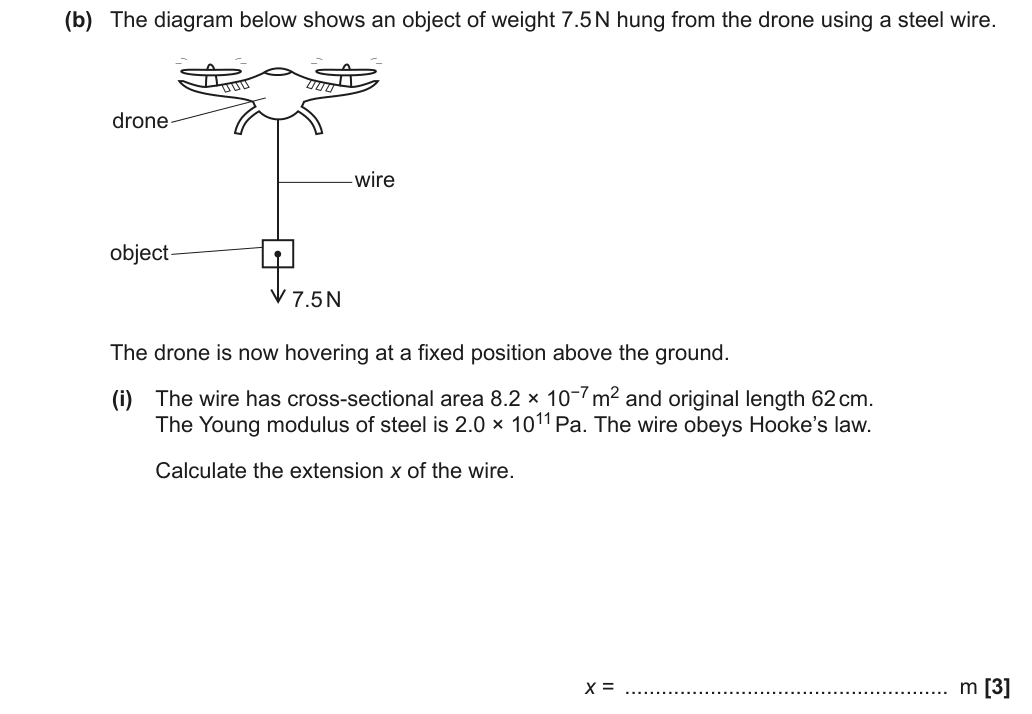 (b) The diagram below shows an object of weight 7.5 N hung from the drone using a steel wire.
drone
wire
object
7.5 N
The drone is now hovering at a fixed position above the ground.
(i) The wire has cross-sectional area 8.2 × 10⁻⁷ m² and original length 62 cm.
The Young modulus of steel is 2.0 × 10¹¹ Pa. The wire obeys Hooke’s law.
Calculate the extension x of the wire.
x = ..................................................... m [3]